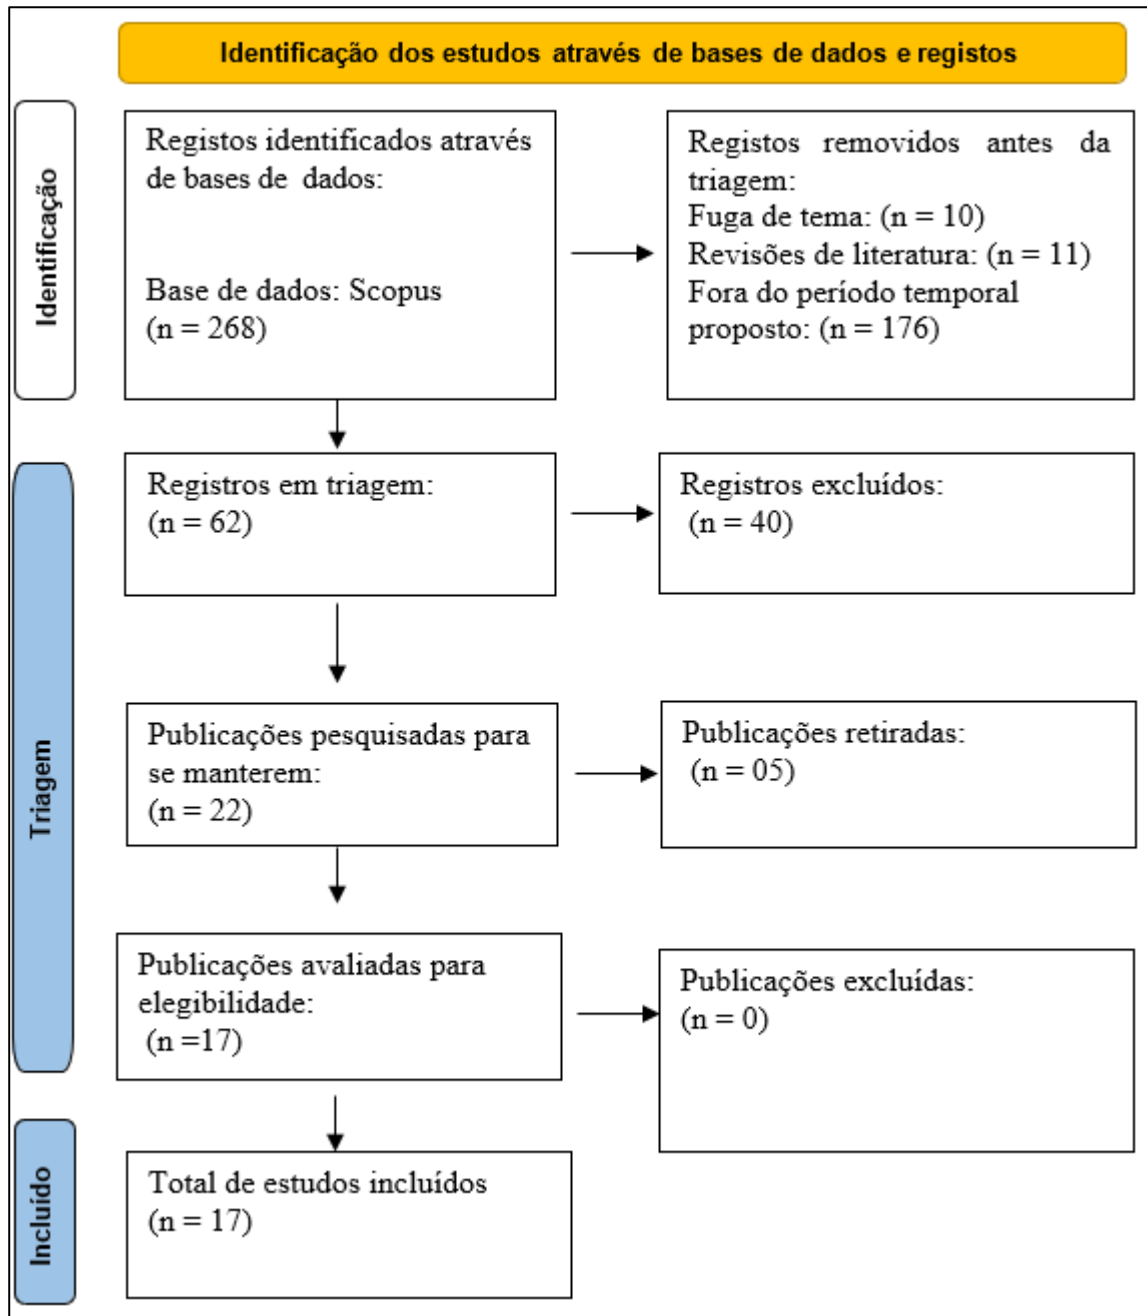 Identificação dos estudos através de bases de dados e registos
Identificação
Registos identificados através
de bases de dados:
Base de dados: Scopus
(n = 268)
Registos removidos antes da
triagem:
Fuga de tema: (n = 10)
Revisões de literatura: (n = 11)
Fora do período temporal
proposto: (n = 176)
Triagem
Registros em triagem:
(n = 62)
Registros excluídos:
(n = 40)
Publicações pesquisadas para
se manterem:
(n = 22)
Publicações retiradas:
(n = 05)
Publicações avaliadas para
elegibilidade:
(n =17)
Publicações excluídas:
(n = 0)
Incluído
Total de estudos incluídos
(n = 17)